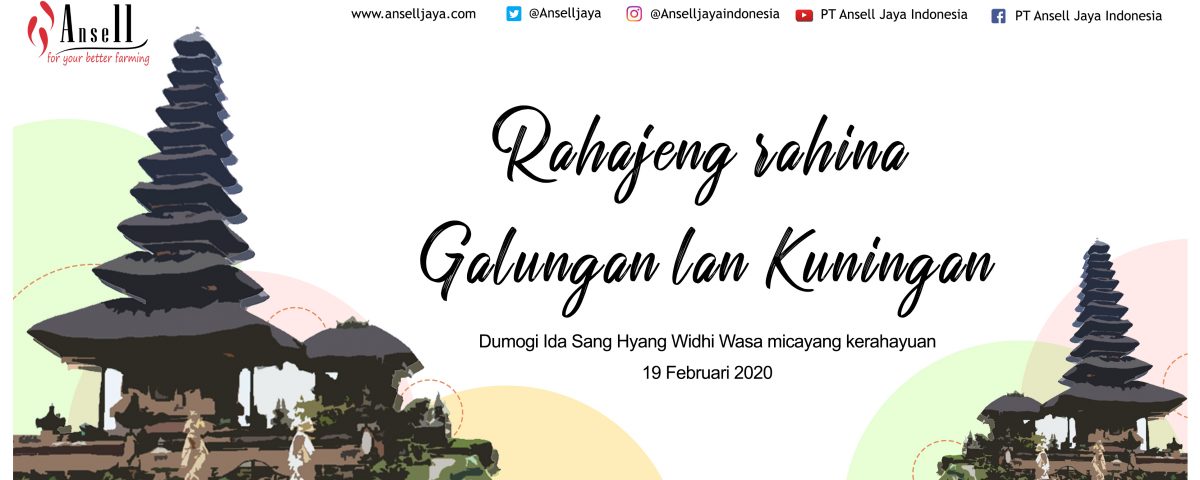 Ansell
for your better farming
www.anselljaya.com @Anselljaya @Anselljayaindonesia PT Ansell Jaya Indonesia PT Ansell Jaya Indonesia
Rahajeng rahina
Galungan lan Kuningan
Dumogi Ida Sang Hyang Widhi Wasa micayang kerahayuan
19 Februari 2020